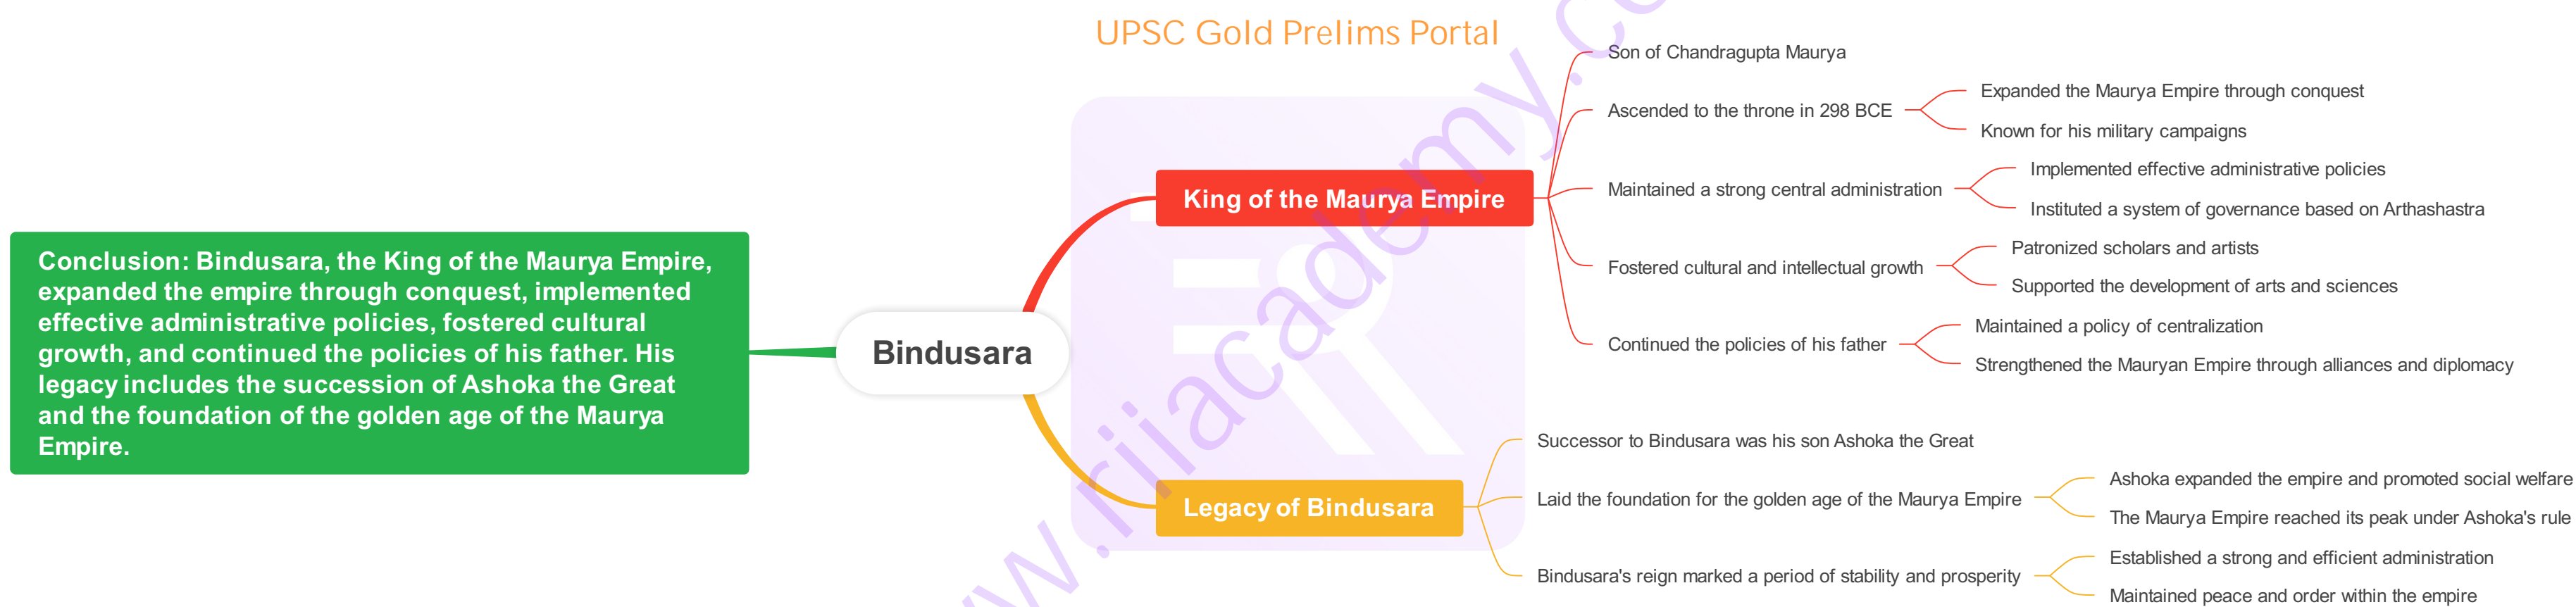 UPSC Gold Prelims Portal
Conclusion: Bindusara, the King of the Maurya Empire,
expanded the empire through conquest, implemented
effective administrative policies, fostered cultural
growth, and continued the policies of his father. His
legacy includes the succession of Ashoka the Great
and the foundation of the golden age of the Maurya
Empire.
Bindusara
King of the Maurya Empire
Son of Chandragupta Maurya
Ascended to the throne in 298 BCE
Expanded the Maurya Empire through conquest
Known for his military campaigns
Maintained a strong central administration
Implemented effective administrative policies
Instituted a system of governance based on Arthashastra
Fostered cultural and intellectual growth
Patronized scholars and artists
Supported the development of arts and sciences
Continued the policies of his father
Maintained a policy of centralization
Strengthened the Mauryan Empire through alliances and diplomacy
Legacy of Bindusara
Successor to Bindusara was his son Ashoka the Great
Laid the foundation for the golden age of the Maurya Empire
Ashoka expanded the empire and promoted social welfare
The Maurya Empire reached its peak under Ashoka's rule
Bindusara's reign marked a period of stability and prosperity
Established a strong and efficient administration
Maintained peace and order within the empire